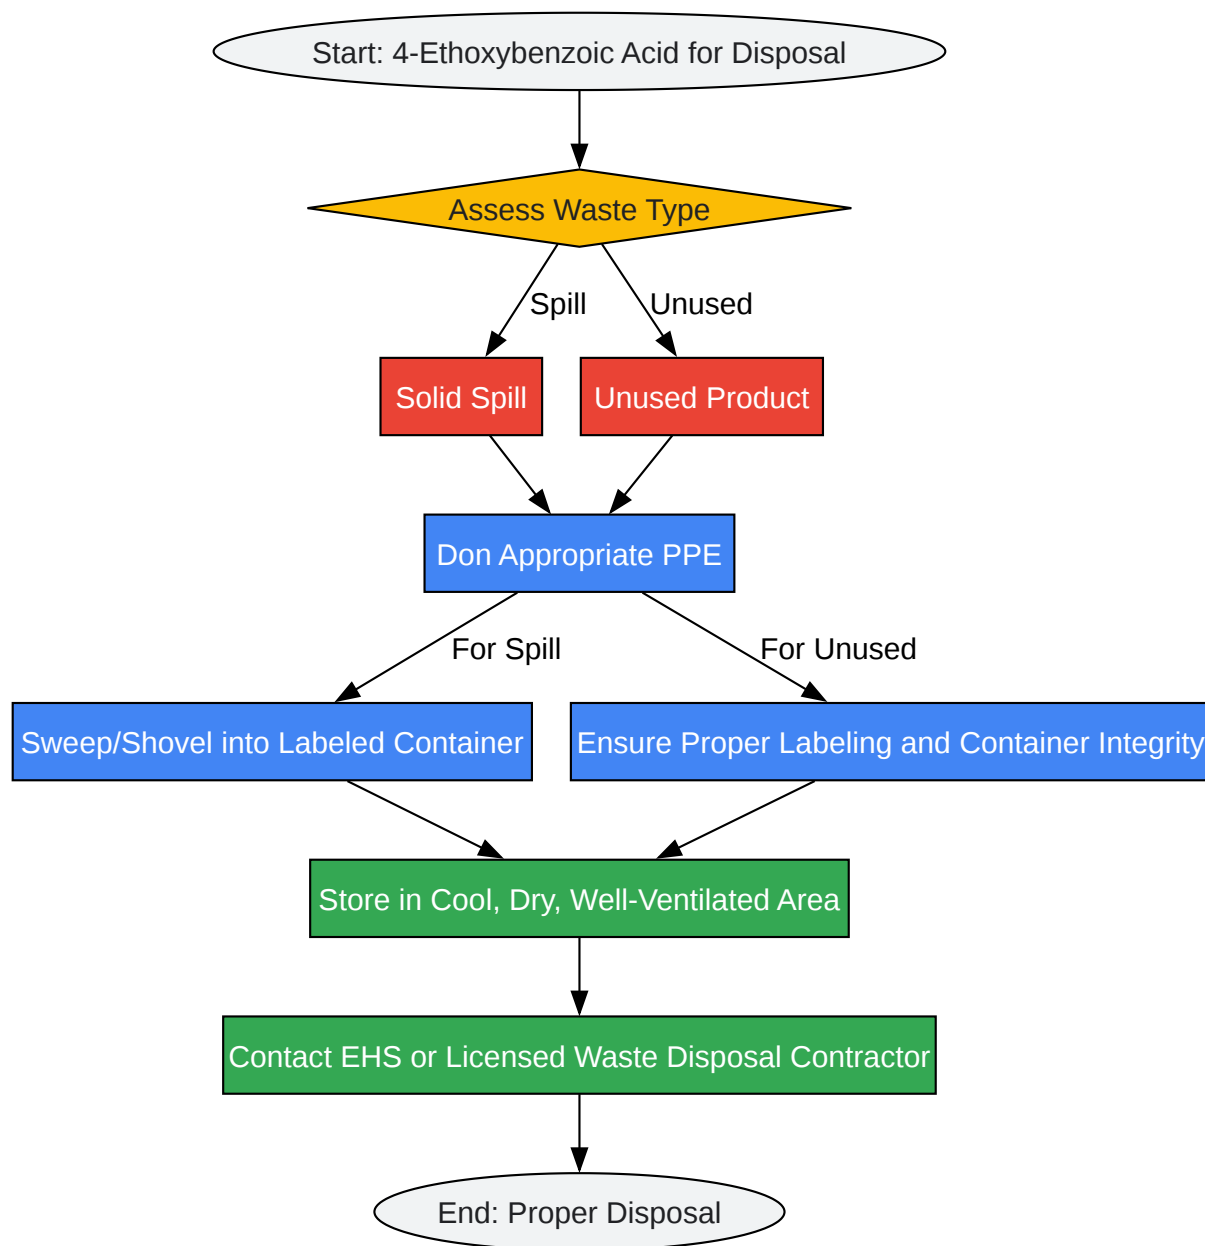 Start: 4-Ethoxybenzoic Acid for Disposal
Assess Waste Type
Spill
Unused
Solid Spill
Unused Product
Don Appropriate PPE
For Spill
For Unused
Sweep/Shovel into Labeled Container
Ensure Proper Labeling and Container Integrity
Store in Cool, Dry, Well-Ventilated Area
Contact EHS or Licensed Waste Disposal Contractor
End: Proper Disposal